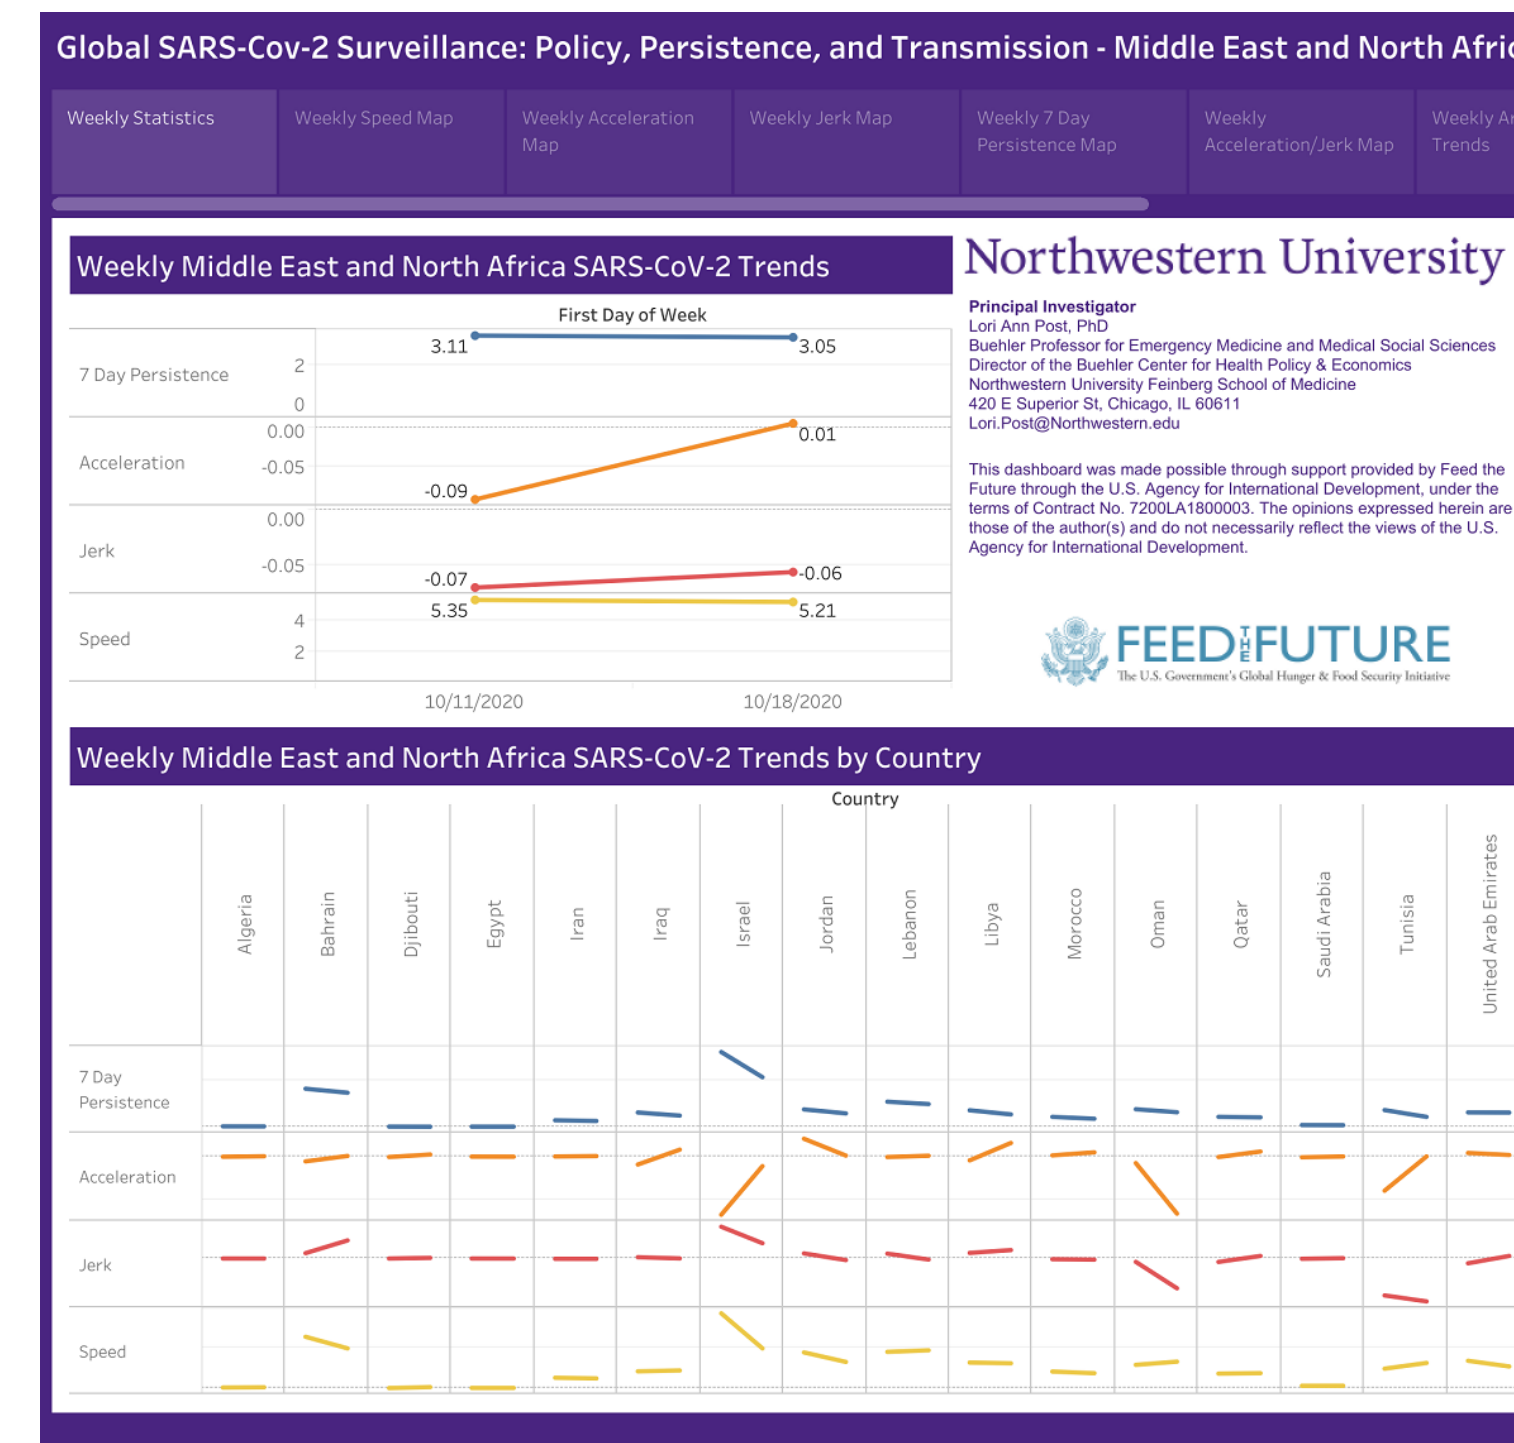 Global SARS-Cov-2 Surveillance: Policy, Persistence, and Transmission - Middle East and North Afric
Weekly Statistics
Weekly Speed Map
Weekly Acceleration
Map
Weekly Jerk Map
Weekly 7 Day
Persistence Map
Weekly
Acceleration/Jerk Map
Weekly Ar
Trends
Weekly Middle East and North Africa SARS-CoV-2 Trends
First Day of Week
7 Day Persistence
2
0
3.11
3.05
Acceleration
0.00
-0.05
-0.09
0.01
Jerk
0.00
-0.05
-0.07
-0.06
Speed
4
2
5.35
5.21
10/11/2020
10/18/2020
Northwestern University
Principal Investigator
Lori Ann Post, PhD
Buehler Professor for Emergency Medicine and Medical Social Sciences
Director of the Buehler Center for Health Policy & Economics
Northwestern University Feinberg School of Medicine
420 E Superior St, Chicago, IL 60611
Lori.Post@Northwestern.edu
This dashboard was made possible through support provided by Feed the
Future through the U.S. Agency for International Development, under the
terms of Contract No. 7200LA1800003. The opinions expressed herein are
those of the author(s) and do not necessarily reflect the views of the U.S.
Agency for International Development.
FEED THE FUTURE
The U.S. Government's Global Hunger & Food Security Initiative
Weekly Middle East and North Africa SARS-CoV-2 Trends by Country
Country
Algeria
Bahrain
Djibouti
Egypt
Iran
Iraq
Israel
Jordan
Lebanon
Libya
Morocco
Oman
Qatar
Saudi Arabia
Tunisia
United Arab Emirates
7 Day
Persistence
Acceleration
Jerk
Speed